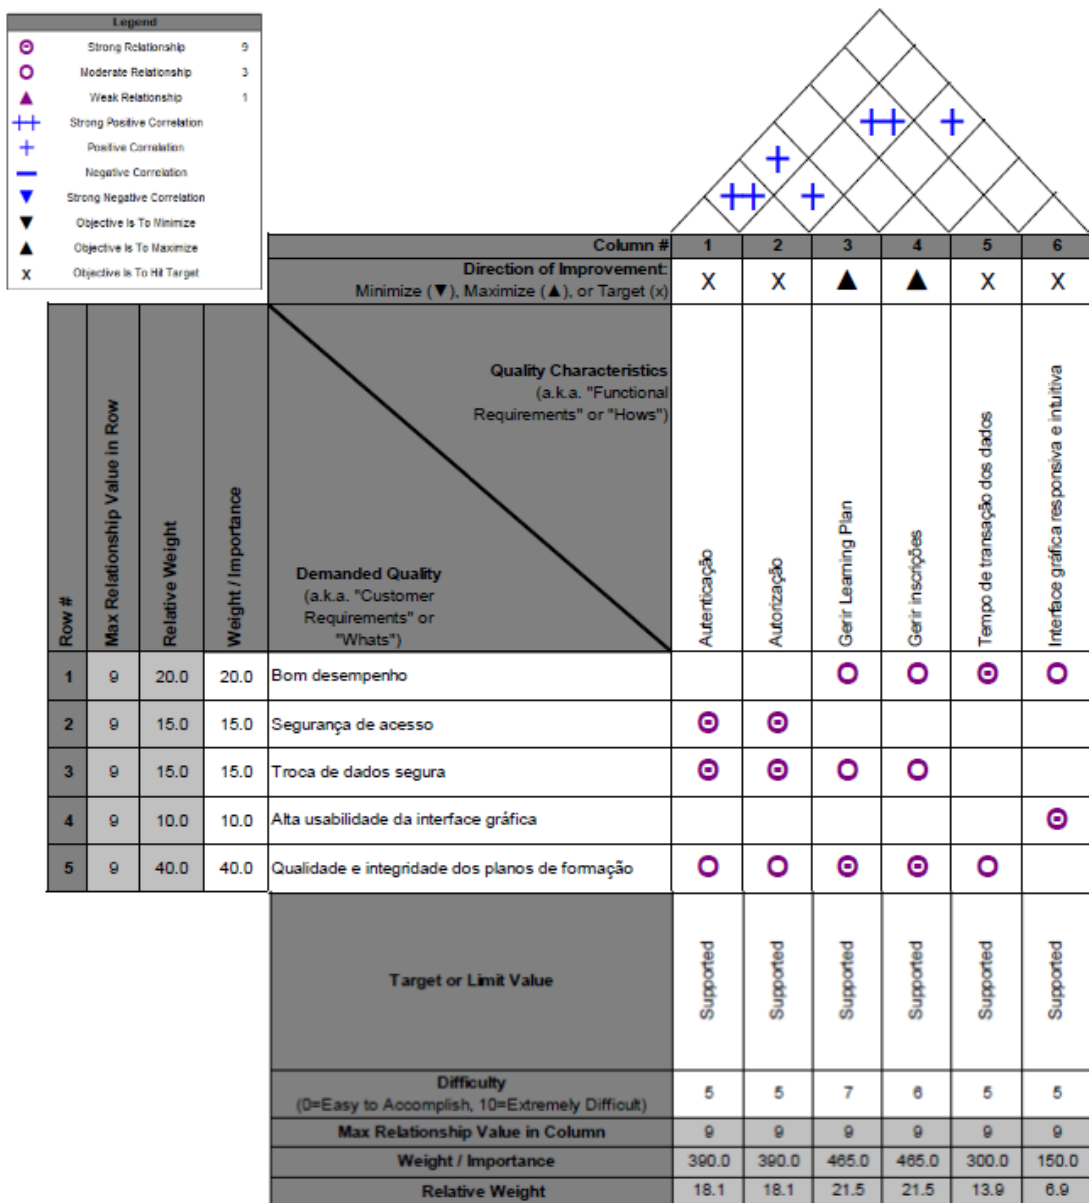 Legend
Strong Relationship 9
Moderate Relationship 3
Weak Relationship 1
Strong Positive Correlation
Positive Correlation
Negative Correlation
Strong Negative Correlation
Objective Is To Minimize
Objective Is To Maximize
X Objective Is To Hit Target
Column # 1 2 3 4 5 6
Direction of Improvement:
Minimize (▼), Maximize (▲), or Target (x)
X X ▲ ▲ X X
Row #
Max Relationship Value in Row
Relative Weight
Weight / Importance
Quality Characteristics
(a.k.a. "Functional
Requirements" or "Hows")
Demanded Quality
(a.k.a. "Customer
Requirements" or
"Whats")
Autenticação
Autorização
Gerir Learning Plan
Gerir inscrições
Tempo de transação dos dados
Interface gráfica responsiva e intuitiva
1 9 20.0 20.0 Bom desempenho
2 9 15.0 15.0 Segurança de acesso
3 9 15.0 15.0 Troca de dados segura
4 9 10.0 10.0 Alta usabilidade da interface gráfica
5 9 40.0 40.0 Qualidade e integridade dos planos de formação
Target or Limit Value
Supported
Supported
Supported
Supported
Supported
Supported
Difficulty
(0=Easy to Accomplish, 10=Extremely Difficult)
5 5 7 6 5 5
Max Relationship Value in Column 9 9 9 9 9 9
Weight / Importance 390.0 390.0 465.0 465.0 300.0 150.0
Relative Weight 18.1 18.1 21.5 21.5 13.9 6.9